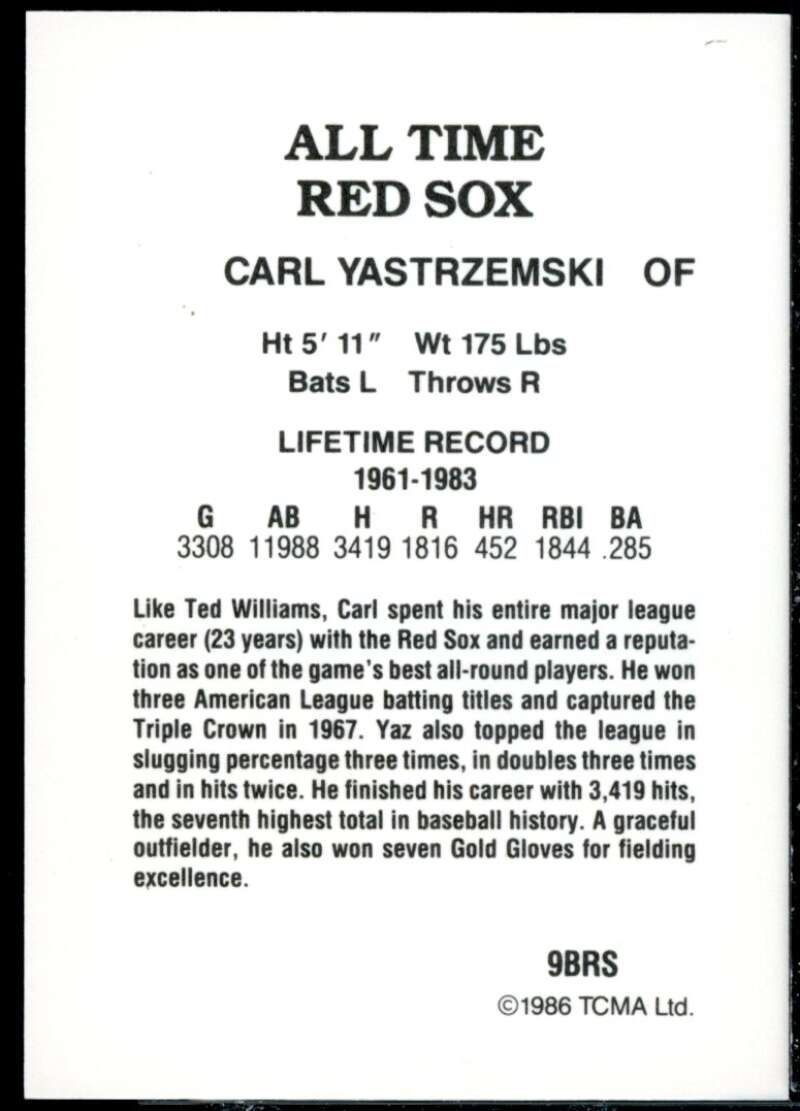 ALL TIME
RED SOX
CARL YASTRZEMSKI OF
Ht 5′ 11″ Wt 175 Lbs
Bats L Throws R
LIFETIME RECORD
1961-1983
G AB H R HR RBI BA
3308 11988 3419 1816 452 1844 .285
Like Ted Williams, Carl spent his entire major league
career (23 years) with the Red Sox and earned a reputa-
tion as one of the game's best all-round players. He won
three American League batting titles and captured the
Triple Crown in 1967. Yaz also topped the league in
slugging percentage three times, in doubles three times
and in hits twice. He finished his career with 3,419 hits,
the seventh highest total in baseball history. A graceful
outfielder, he also won seven Gold Gloves for fielding
excellence.
9BRS
©1986 TCMA Ltd.